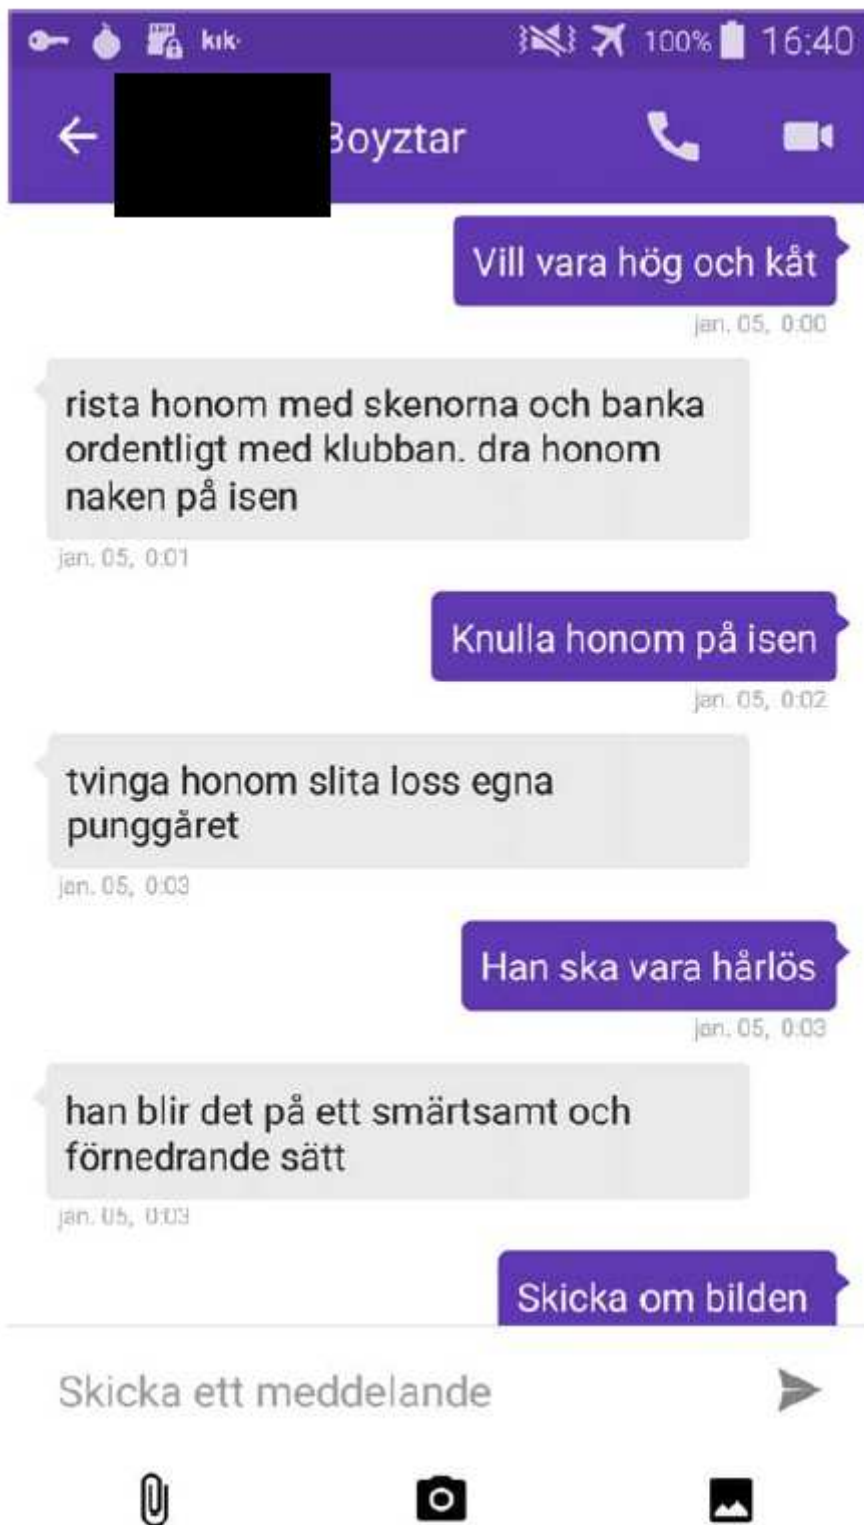 kik
100% 16:40
Boyztar
Vill vara hög och kåt
jan. 05, 0:00
rista honom med skenorna och banka
ordentligt med klubban. dra honom
naken på isen
jan. 05, 0:01
Knulla honom på isen
jan. 05, 0:02
tvinga honom slita loss egna
punggåret
jan. 05, 0:03
Han ska vara hårlös
jan. 05, 0:03
han blir det på ett smärtsamt och
förnedrande sätt
jan. 05, 0:03
Skicka om bilden
Skicka ett meddelande